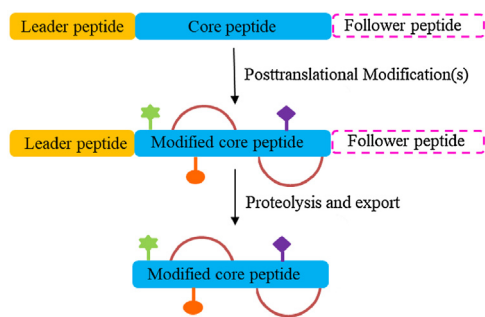 Leader peptide Core peptide Follower peptide
Posttranslational Modification(s)
Leader peptide Modified core peptide Follower peptide
Proteolysis and export
Modified core peptide